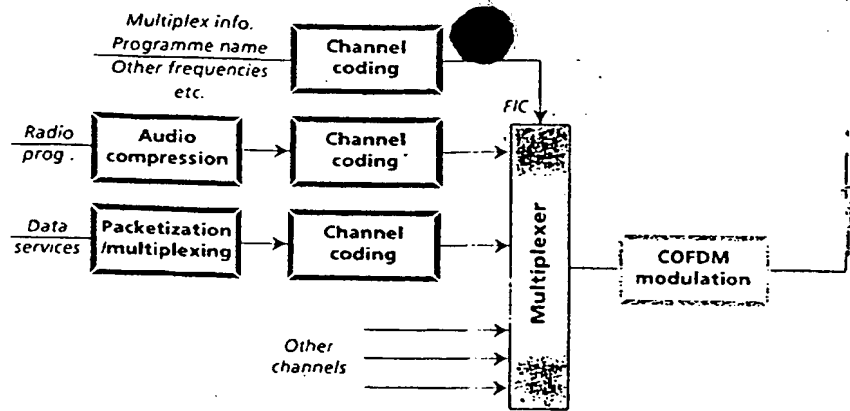 Multiplex info.
Programme name
Other frequencies
etc.
Channel
coding
FIC
Radio
prog.
Audio
compression
Channel
coding
Data
services
Packetization
/multiplexing
Channel
coding
Multiplexer
COFDM
modulation
Other
channels